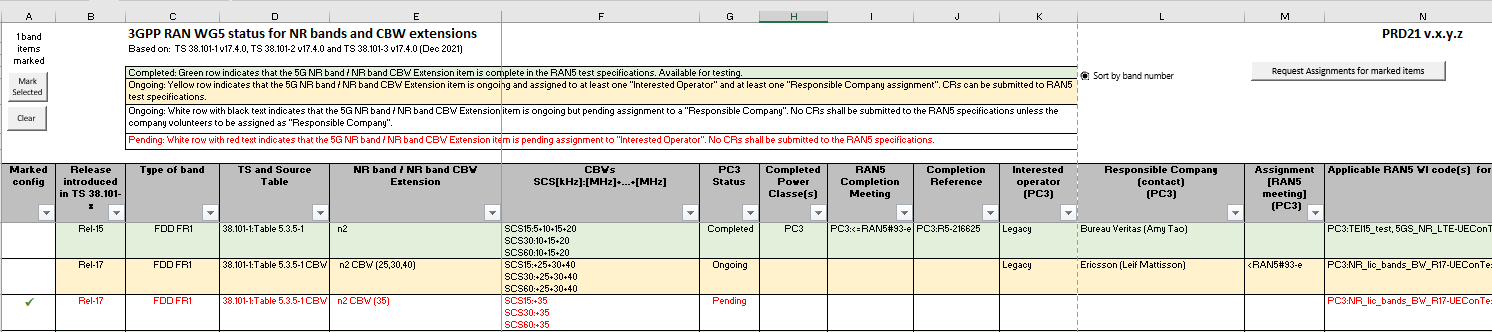 A B C D E F G H I J K L M N
1 band
items
marked
Mark
Selected
Clear
3GPP RAN WG5 status for NR bands and CBW extensions
Based on: TS 38.101-1 v17.4.0, TS 38.101-2 v17.4.0 and TS 38.101-3 v17.4.0 (Dec 2021)
PRD21 v.x.y.z
Completed: Green row indicates that the 5G NR band / NR band CBW Extension item is complete in the RAN5 test specifications. Available for testing.
Ongoing: Yellow row indicates that the 5G NR band / NR band CBW Extension item is ongoing and assigned to at least one "Interested Operator" and at least one "Responsible Company assignment". CRs can be submitted to RAN5
test specifications.
Ongoing: White row with black text indicates that the 5G NR band / NR band CBW Extension item is ongoing but pending assignment to a "Responsible Company". No CRs shall be submitted to the RAN5 specifications unless the
company volunteers to be assigned as "Responsible Company".
Pending: White row with red text indicates that the 5G NR band / NR band CBW Extension item is pending assignment to "Interested Operator". No CRs shall be submitted to the RAN5 specifications.
Sort by band number
Request Assignments for marked items
Marked
config
Release
introduced
in TS 38.101-
x
Type of band
TS and Source
Table
NR band / NR band CBW
Extension
CBWs
SCS[kHz]:[MHz]+...+[MHz]
PC3
Status
Completed
Power
Classe(s)
RAN5
Completion
Meeting
Completion
Reference
Interested
operator
(PC3)
Responsible Company
(contact)
(PC3)
Assignment
[RAN5
meeting]
(PC3)
Applicable RAN5 WI code(s) for
Rel-15 FDD FR1 38.101-1:Table 5.3.5-1 n2 SCS15:5+10+15+20 Completed PC3 PC3:<=RAN5#93-e PC3:R5-216625 Legacy Bureau Veritas (Amy Tao) PC3:TEI15_test, 5GS_NR_LTE-UEConT
SCS30:10+15+20
SCS60:10+15+20
Rel-17 FDD FR1 38.101-1:Table 5.3.5-1 CBW n2 CBW (25,30,40) SCS15:+25+30+40 Ongoing Legacy Ericsson (Leif Mattisson) <RAN5#93-e PC3:NR_lic_bands_BW_R17-UEConTe
SCS30:+25+30+40
SCS60:+25+30+40
✓ Rel-17 FDD FR1 38.101-1:Table 5.3.5-1 CBW n2 CBW (35) SCS15:+35 Pending PC3:NR_lic_bands_BW_R17-UEConTe
SCS30:+35
SCS60:+35